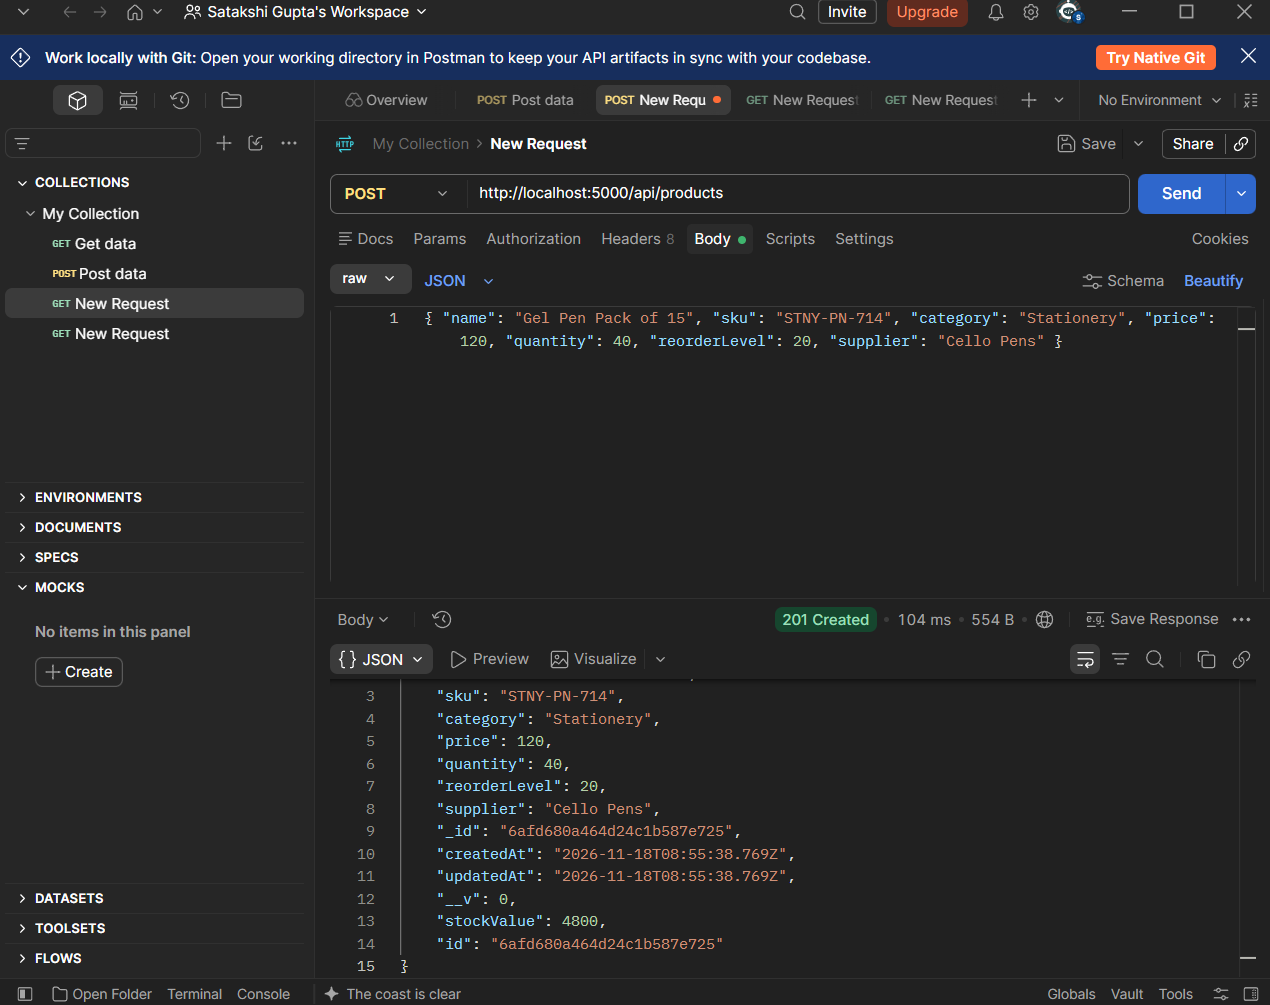 Satakshi Gupta's Workspace
Invite
Upgrade
Work locally with Git: Open your working directory in Postman to keep your API artifacts in sync with your codebase.
Try Native Git
Overview
POST Post data
POST New Requ
GET New Request
GET New Request
No Environment
HTTP My Collection > New Request
Save
Share
COLLECTIONS
My Collection
GET Get data
POST Post data
GET New Request
GET New Request
POST
http://localhost:5000/api/products
Send
Docs
Params
Authorization
Headers 8
Body
Scripts
Settings
Cookies
raw
JSON
Schema
Beautify
1 { "name": "Gel Pen Pack of 15", "sku": "STNY-PN-714", "category": "Stationery", "price":
120, "quantity": 40, "reorderLevel": 20, "supplier": "Cello Pens" }
ENVIRONMENTS
DOCUMENTS
SPECS
MOCKS
No items in this panel
Create
DATASETS
TOOLSETS
FLOWS
Body
201 Created
104 ms
554 B
e.g. Save Response
{} JSON
Preview
Visualize
3 "sku": "STNY-PN-714",
4 "category": "Stationery",
5 "price": 120,
6 "quantity": 40,
7 "reorderLevel": 20,
8 "supplier": "Cello Pens",
9 "_id": "6afd680a464d24c1b587e725",
10 "createdAt": "2026-11-18T08:55:38.769Z",
11 "updatedAt": "2026-11-18T08:55:38.769Z",
12 "__v": 0,
13 "stockValue": 4800,
14 "id": "6afd680a464d24c1b587e725"
15 }
Open Folder
Terminal
Console
The coast is clear
Globals
Vault
Tools